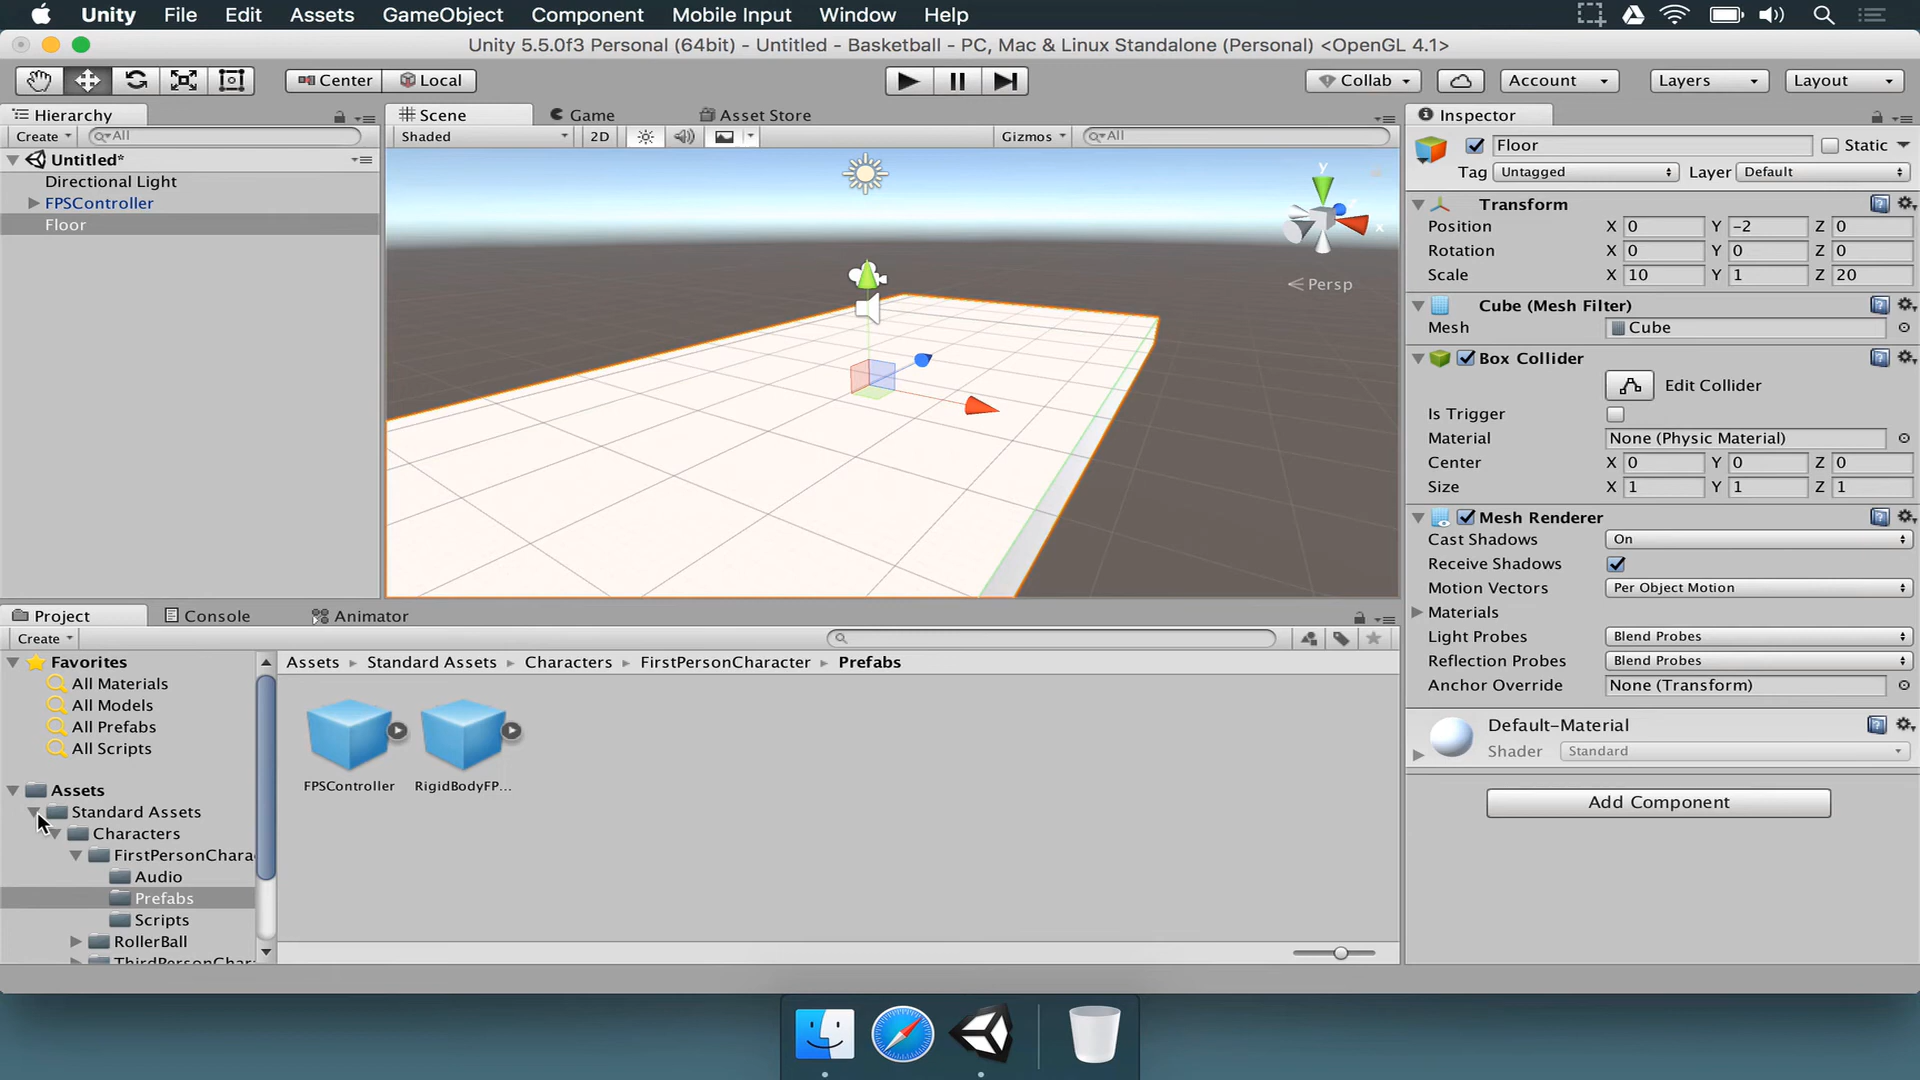 Unity File Edit Assets GameObject Component Mobile Input Window Help
Unity 5.5.0f3 Personal (64bit) - Untitled - Basketball - PC, Mac & Linux Standalone (Personal) <OpenGL 4.1>
Center Local Collab Account Layers Layout
Hierarchy
Create All
Untitled*
Directional Light
FPSController
Floor
Scene Game Asset Store
Shaded 2D Gizmos All
y
x
Persp
Inspector
Floor Static
Tag Untagged Layer Default
Transform
Position X 0 Y -2 Z 0
Rotation X 0 Y 0 Z 0
Scale X 10 Y 1 Z 20
Cube (Mesh Filter)
Mesh Cube
Box Collider
Edit Collider
Is Trigger
Material None (Physic Material)
Center X 0 Y 0 Z 0
Size X 1 Y 1 Z 1
Mesh Renderer
Cast Shadows On
Receive Shadows
Motion Vectors Per Object Motion
Materials
Light Probes Blend Probes
Reflection Probes Blend Probes
Anchor Override None (Transform)
Default-Material
Shader Standard
Add Component
Project Console Animator
Create
Favorites
All Materials
All Models
All Prefabs
All Scripts
Assets
Standard Assets
Characters
FirstPersonChara
Audio
Prefabs
Scripts
RollerBall
ThirdPersonChar
Assets Standard Assets Characters FirstPersonCharacter Prefabs
FPSController RigidBodyFP...